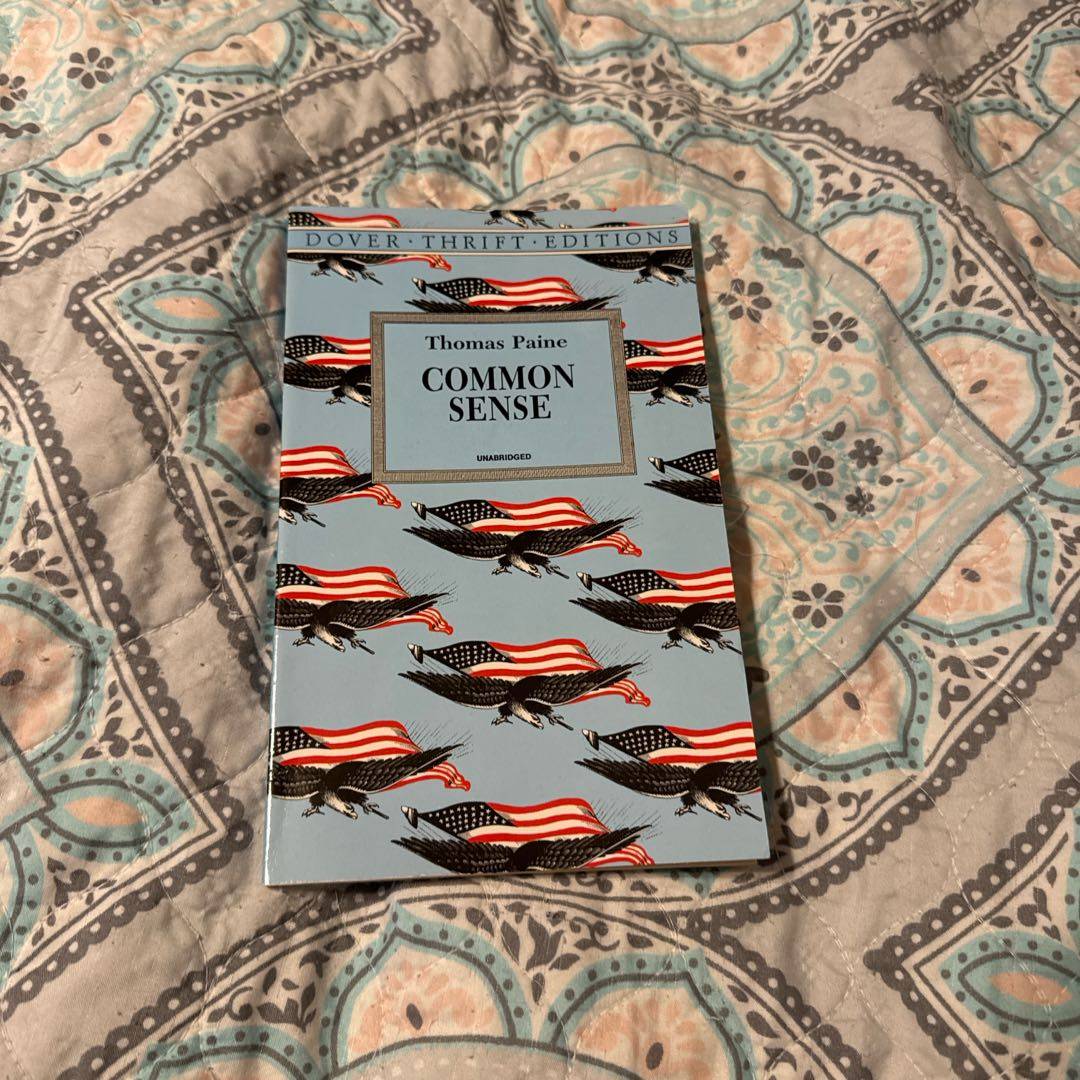 DOVER · THRIFT · EDITIONS
Thomas Paine
COMMON
SENSE
UNABRIDGED